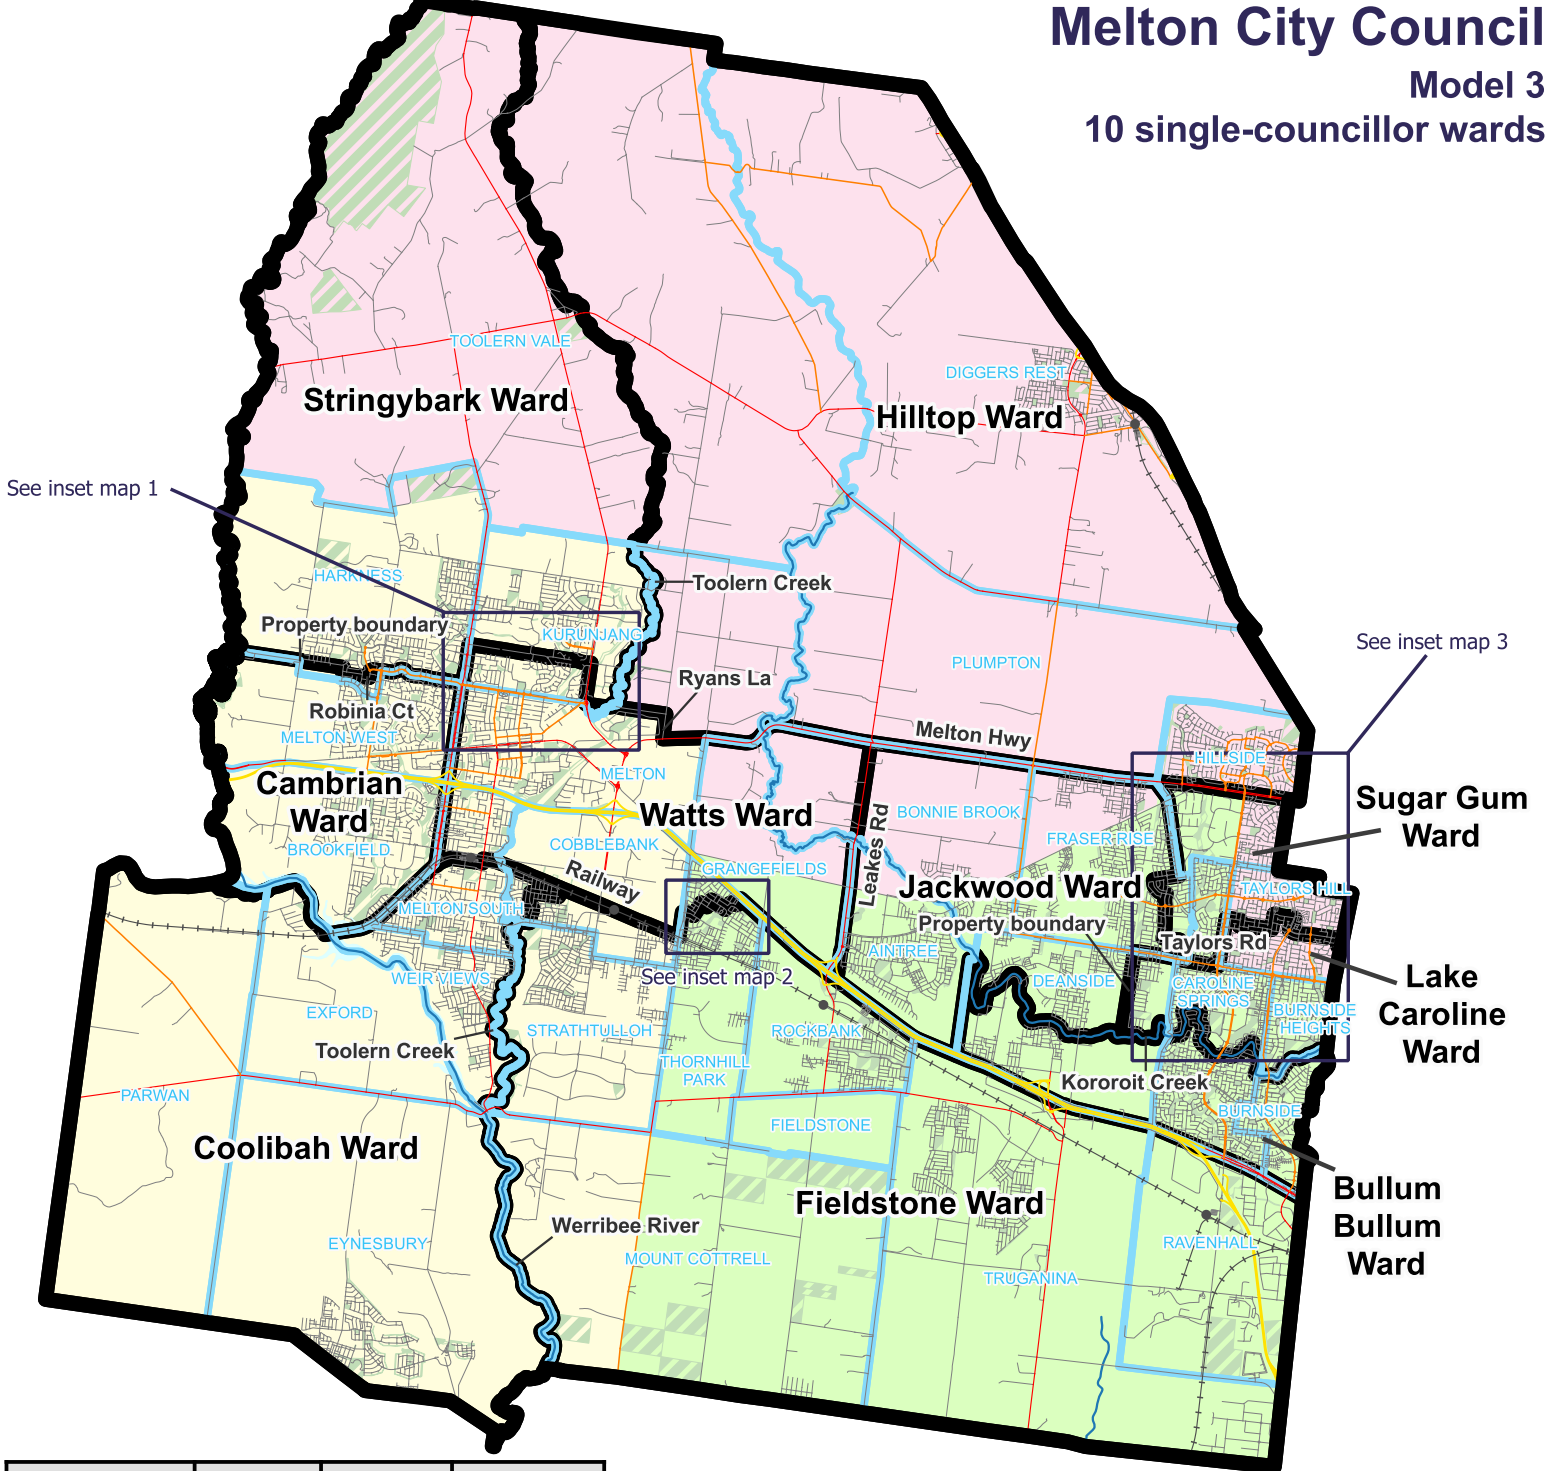 Melton City Council
Model 3
10 single-councillor wards
TOOLERN VALE
Stringybark Ward
DIGGERS REST
Hilltop Ward
See inset map 1
HARKNESS
Toolern Creek
Property boundary
KURUNJANG
See inset map 3
PLUMPTON
Ryans La
Robinia Ct
MELTON WEST
Melton Hwy
HILLSIDE
MELTON
Cambrian
Ward
Watts Ward
BONNIE BROOK
Sugar Gum
Ward
FRASER RISE
BROOKFIELD
COBBLEBANK
Leakes Rd
GRANGEFIELDS
Railway
Jackwood Ward
TAYLORS HILL
MELTON SOUTH
Property boundary
Taylors Rd
AINTREE
See inset map 2
WEIR VIEWS
DEANSIDE
CAROLINE
SPRINGS
Lake
Caroline
Ward
EXFORD
BURNSIDE
HEIGHTS
STRATHTULLOH
ROCKBANK
Toolern Creek
THORNHILL
PARK
Kororoit Creek
PARWAN
FIELDSTONE
BURNSIDE
Coolibah Ward
Fieldstone Ward
Bullum
Bullum
Ward
Werribee River
EYNESBURY
MOUNT COTTRELL
RAVENHALL
TRUGANINA